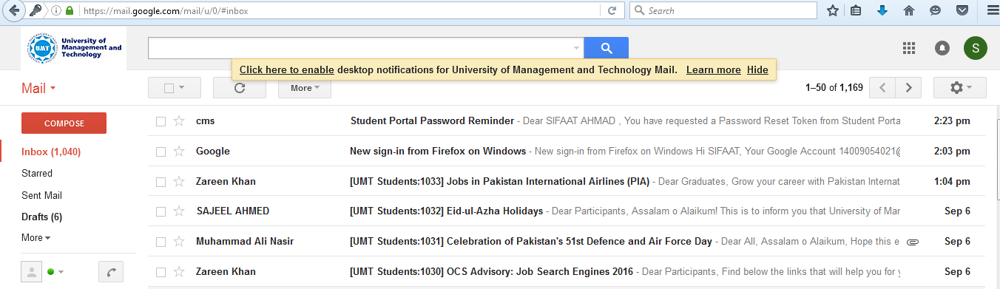 https://mail.google.com/mail/u/0/#inbox
Search
University of
Management and
Technology
UMT
S
Click here to enable desktop notifications for University of Management and Technology Mail. Learn more Hide
Mail
More
1–50 of 1,169
COMPOSE
Inbox (1,040)
Starred
Sent Mail
Drafts (6)
More
cms Student Portal Password Reminder - Dear SIFAAT AHMAD , You have requested a Password Reset Token from Student Porta 2:23 pm
Google New sign-in from Firefox on Windows - New sign-in from Firefox on Windows Hi SIFAAT, Your Google Account 14009054021@ 2:03 pm
Zareen Khan [UMT Students:1033] Jobs in Pakistan International Airlines (PIA) - Dear Graduates, Grow your career with Pakistan Internat 1:04 pm
SAJEEL AHMED [UMT Students:1032] Eid-ul-Azha Holidays - Dear Participants, Assalam o Alaikum! This is to inform you that University of Mar Sep 6
Muhammad Ali Nasir [UMT Students:1031] Celebration of Pakistan's 51st Defence and Air Force Day - Dear All, Assalam o Alaikum, Hope this e Sep 6
Zareen Khan [UMT Students:1030] OCS Advisory: Job Search Engines 2016 - Dear Participants, Find below the links that will help you for y Sep 6